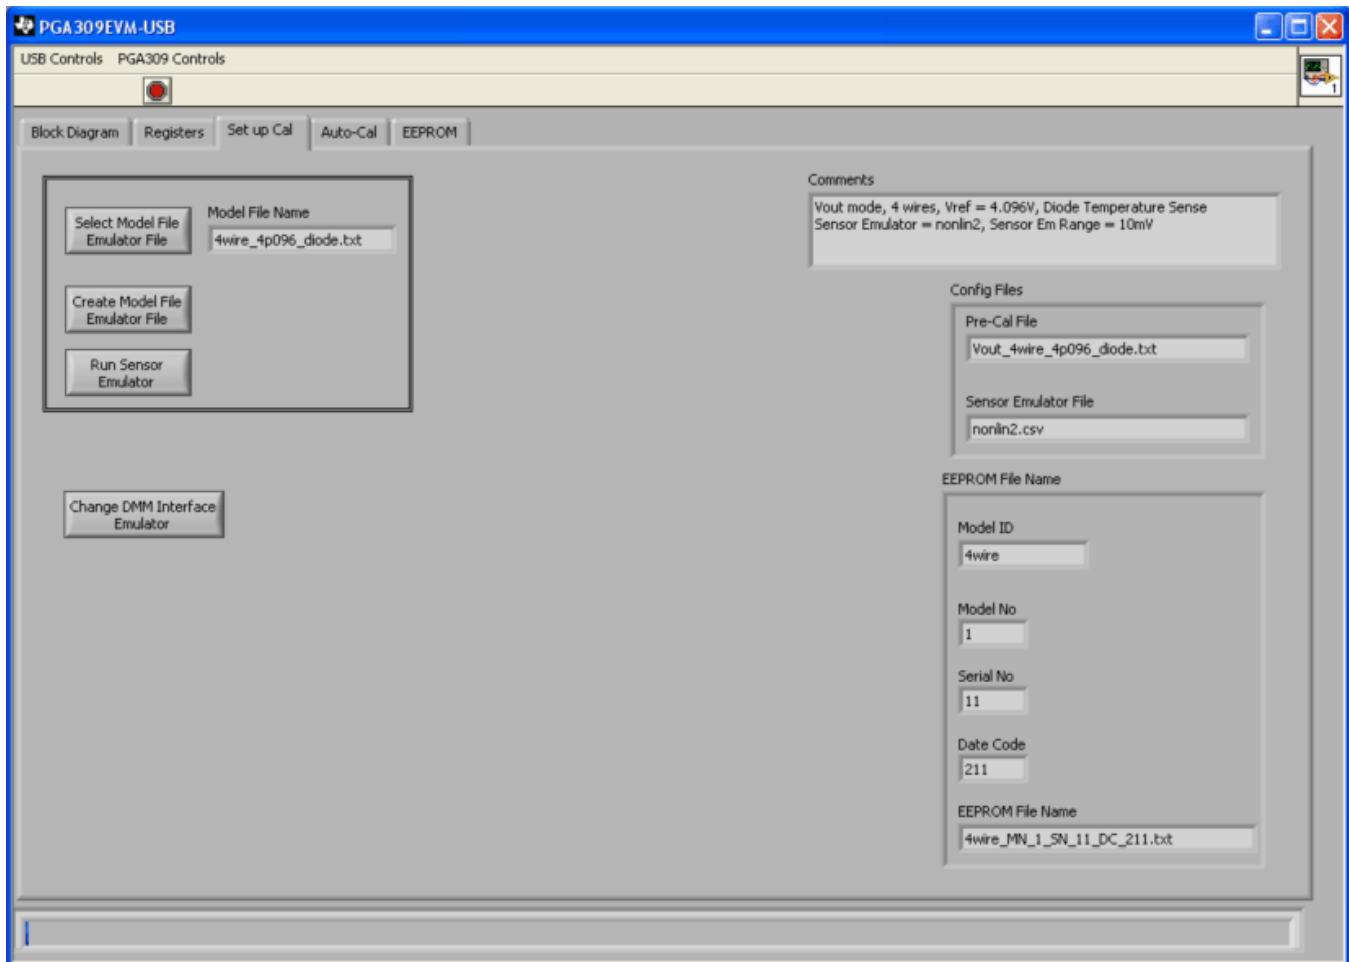 PGA309EVM-USB
USB Controls PGA309 Controls
1
Block Diagram Registers Set up Cal Auto-Cal EEPROM
Select Model File
Emulator File
Model File Name
4wire_4p096_diode.txt
Create Model File
Emulator File
Run Sensor
Emulator
Change DMM Interface
Emulator
Comments
Vout mode, 4 wires, Vref = 4.096V, Diode Temperature Sense
Sensor Emulator = nonlin2, Sensor Em Range = 10mV
Config Files
Pre-Cal File
Vout_4wire_4p096_diode.txt
Sensor Emulator File
nonlin2.csv
EEPROM File Name
Model ID
4wire
Model No
1
Serial No
11
Date Code
211
EEPROM File Name
4wire_MN_1_SN_11_DC_211.txt